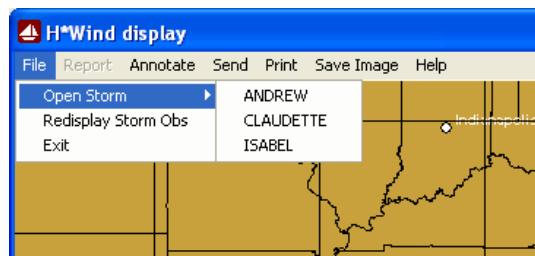 H*Wind display
File Report Annotate Send Print Save Image Help
Open Storm ANDREW
Redisplay Storm Obs CLAUDETTE
Exit ISABEL
Indianapolis